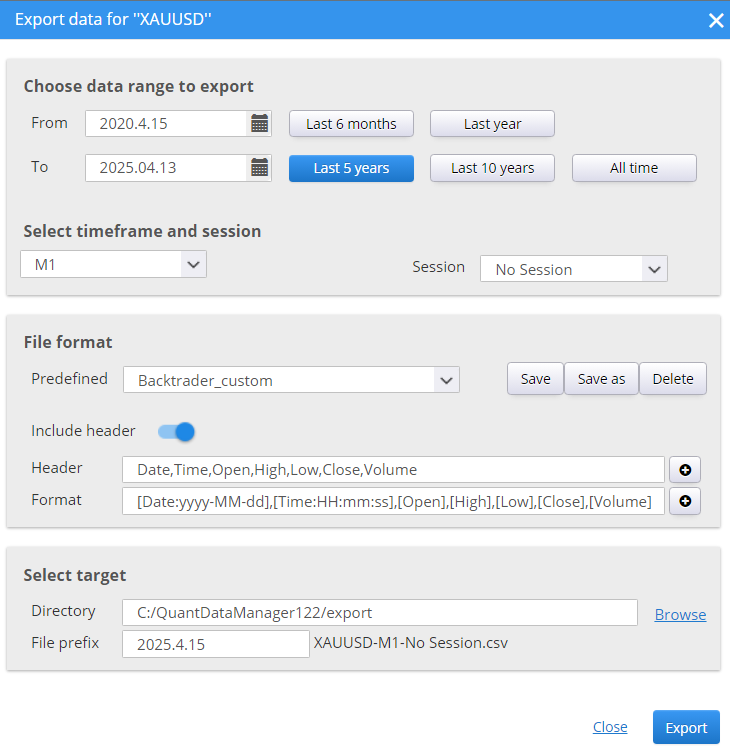 Export data for "XAUUSD"
Choose data range to export
From 2020.4.15 Last 6 months Last year
To 2025.04.13 Last 5 years Last 10 years All time
Select timeframe and session
M1 Session No Session
File format
Predefined Backtrader_custom Save Save as Delete
Include header
Header Date,Time,Open,High,Low,Close,Volume
Format [Date:yyyy-MM-dd],[Time:HH:mm:ss],[Open],[High],[Low],[Close],[Volume]
Select target
Directory C:/QuantDataManager122/export Browse
File prefix 2025.4.15 XAUUSD-M1-No Session.csv
Close Export